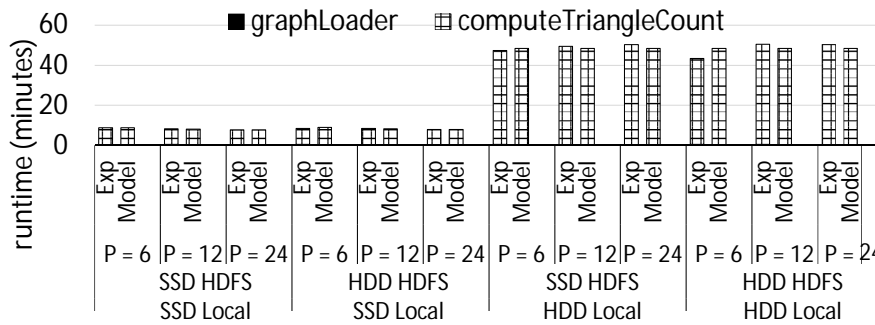 graphLoader computeTriangleCount
runtime (minutes)
60
40
20
0
Exp Model Exp Model Exp Model Exp Model Exp Model Exp Model Exp Model Exp Model Exp Model Exp Model Exp Model Exp Model
P = 6 P = 12 P = 24 P = 6 P = 12 P = 24 P = 6 P = 12 P = 24 P = 6 P = 12 P = 24
SSD HDFS HDD HDFS SSD HDFS HDD HDFS
SSD Local SSD Local HDD Local HDD Local